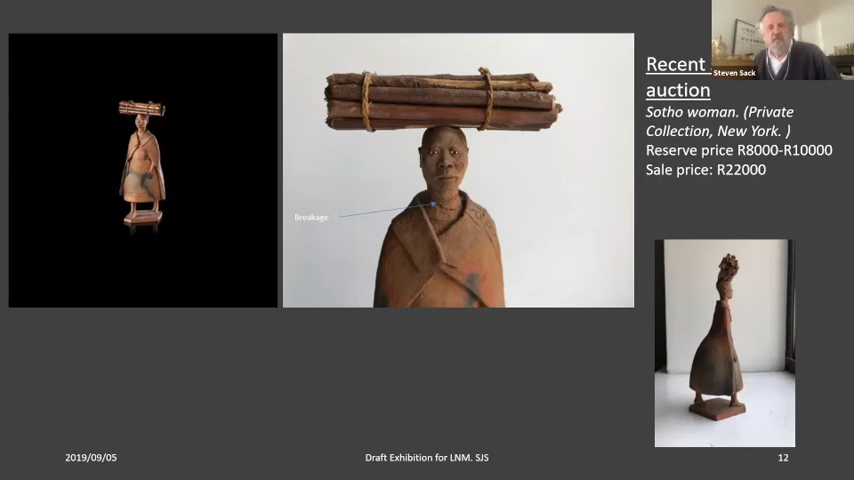 Steven Sack
Recent
auction
Sotho woman. (Private
Collection, New York. )
Reserve price R8000-R10000
Sale price: R22000
Breakage
2019/09/05
Draft Exhibition for LNM. SJS
12